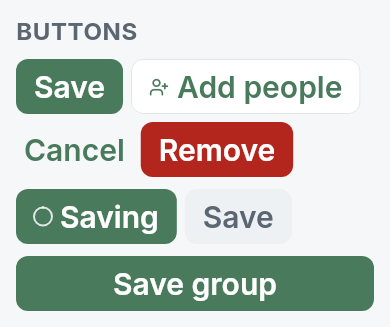 BUTTONS
Save Add people
Cancel Remove
Saving Save
Save group